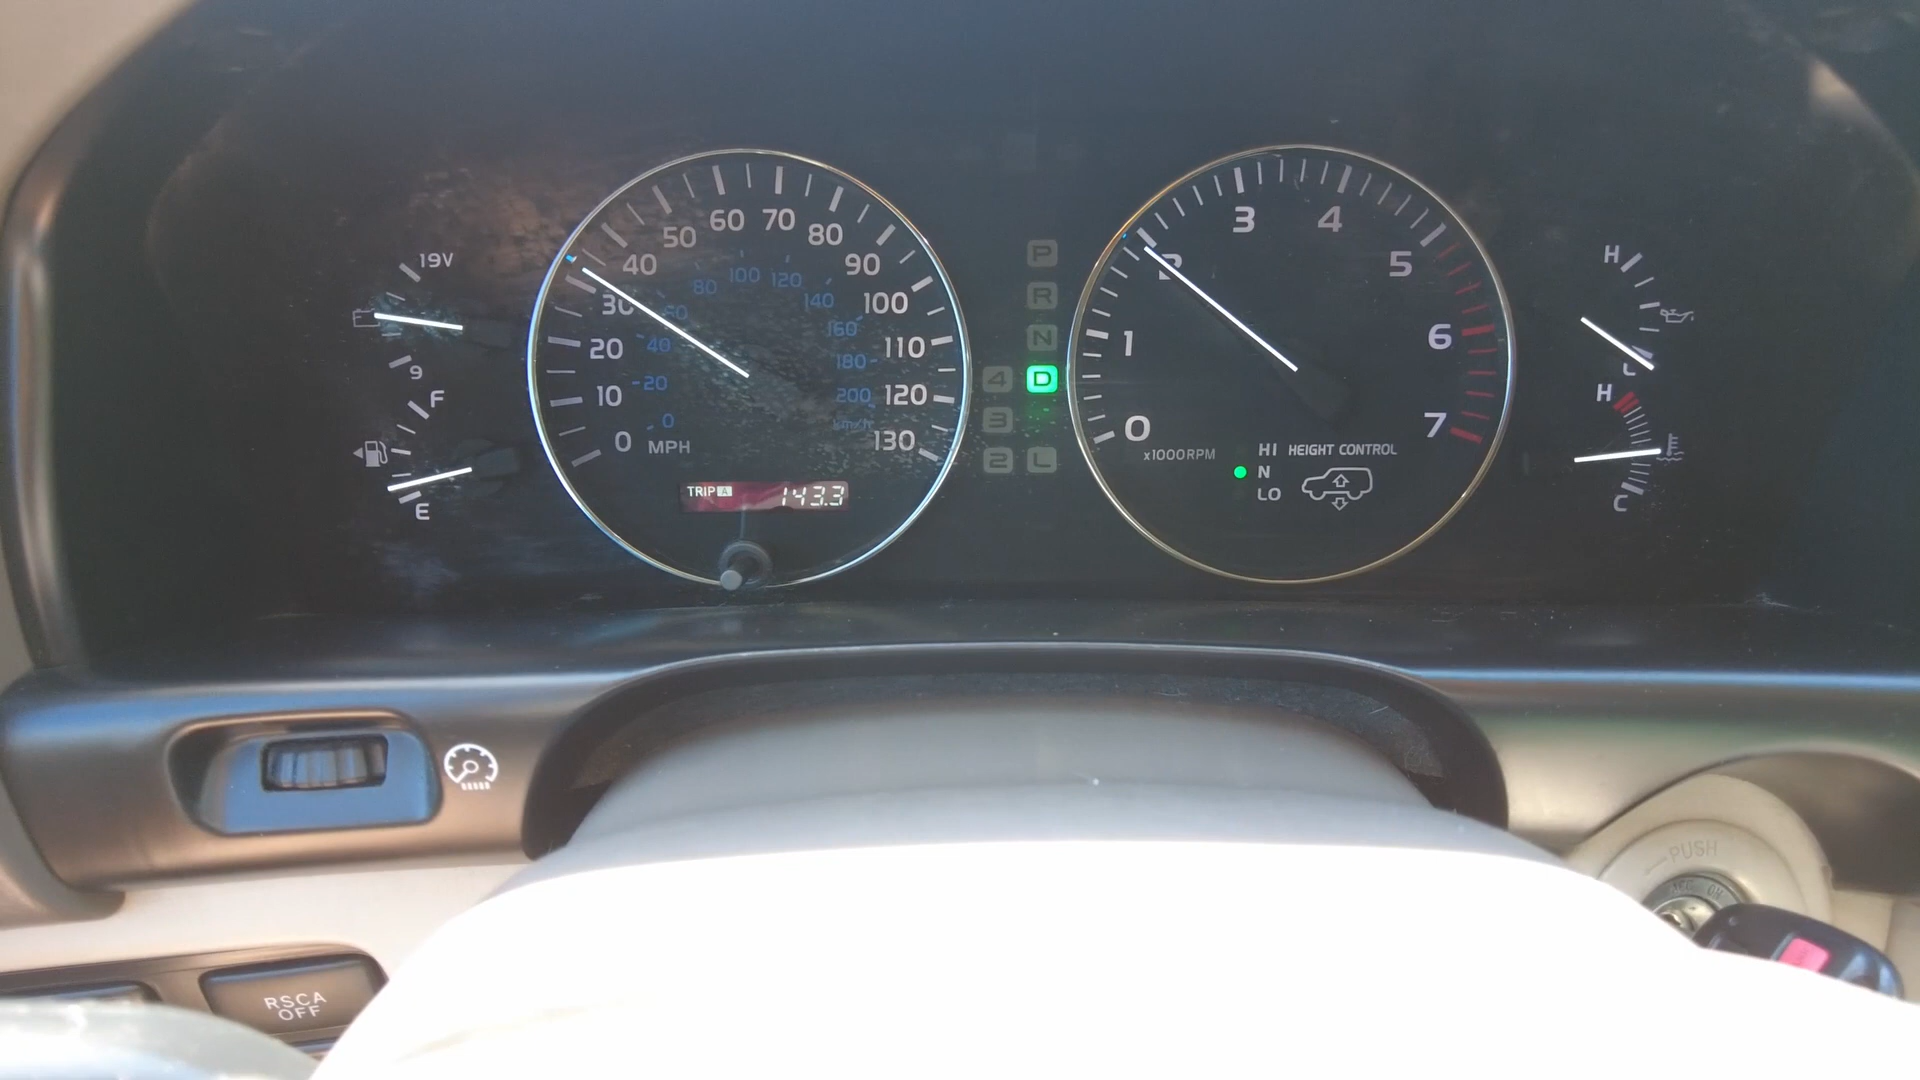 19V
9
F
E
0
10
20
30
40
50
60
70
80
90
100
110
120
130
MPH
0
20
40
60
80
100
120
140
160
180
200
km/h
TRIP A 143.3
P
R
N
4 D
3
2 L
0
1
2
3
4
5
6
7
x1000RPM
HI HEIGHT CONTROL
N
LO
H
C
H
C
PUSH
ACC ON
RSCA
OFF